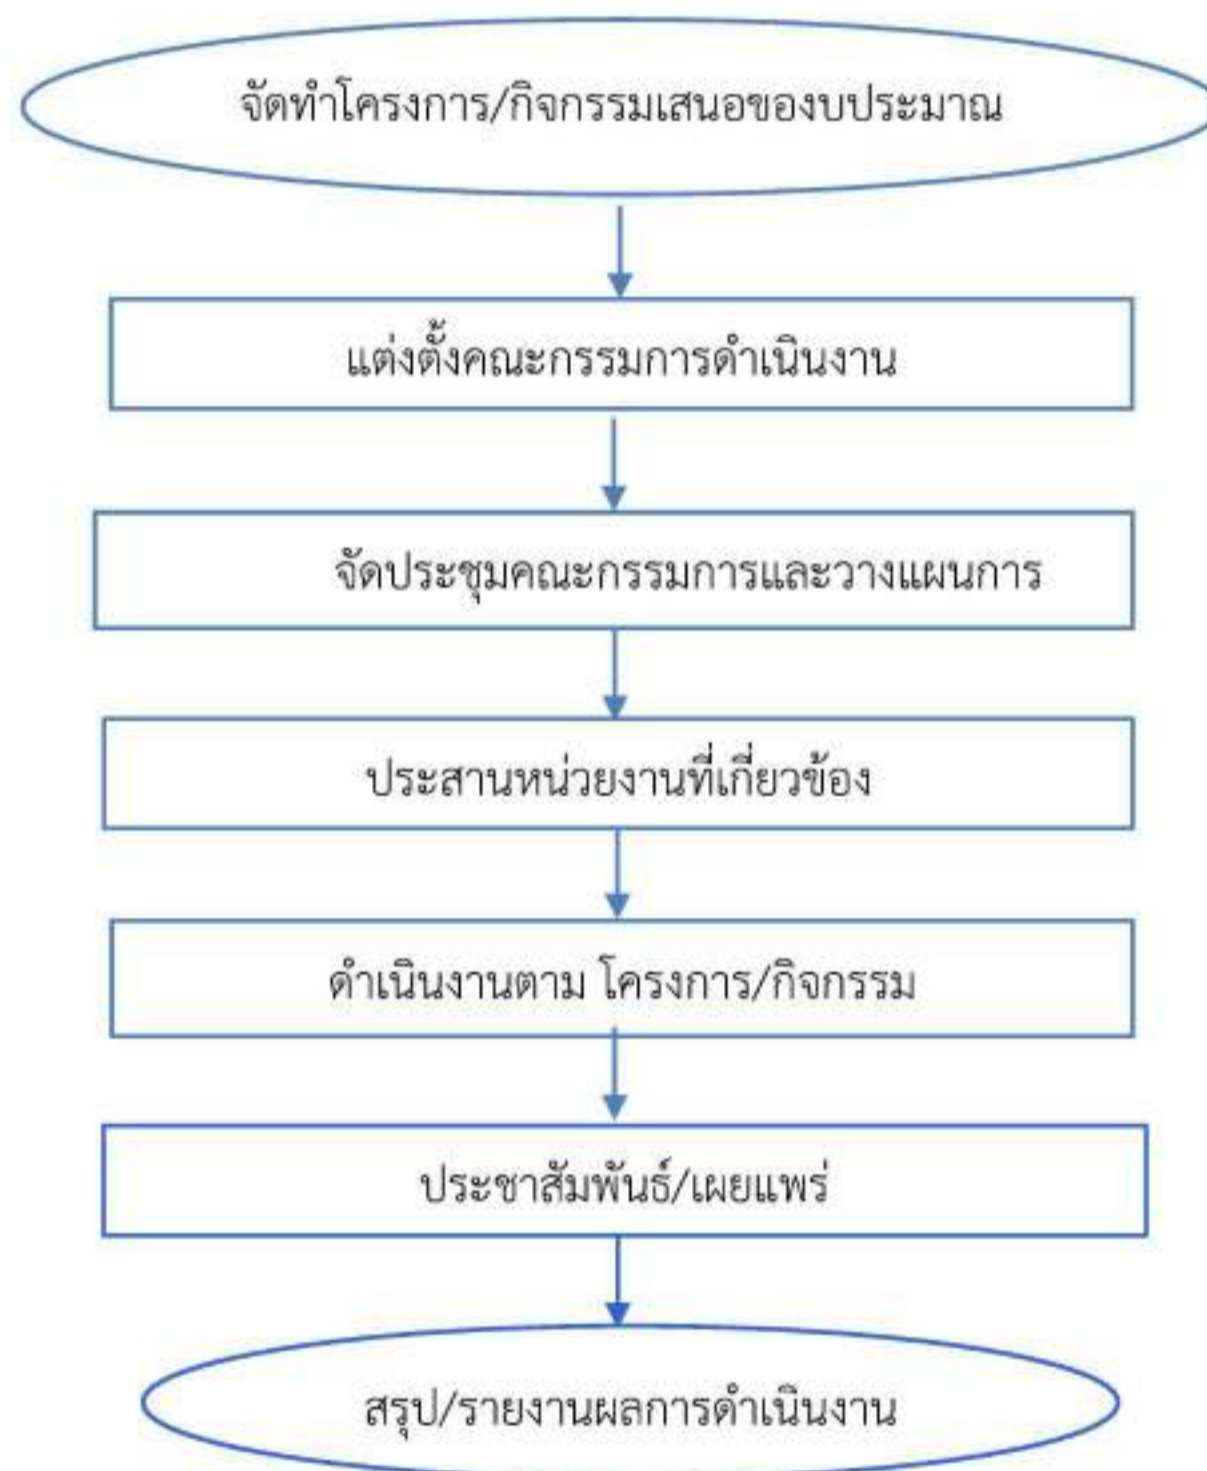 จัดทำโครงการ/กิจกรรมเสนอของบประมาณ
แต่งตั้งคณะกรรมการดำเนินงาน
จัดประชุมคณะกรรมการและวางแผนการ
ประสานหน่วยงานที่เกี่ยวข้อง
ดำเนินงานตาม โครงการ/กิจกรรม
ประชาสัมพันธ์/เผยแพร่
สรุป/รายงานผลการดำเนินงาน